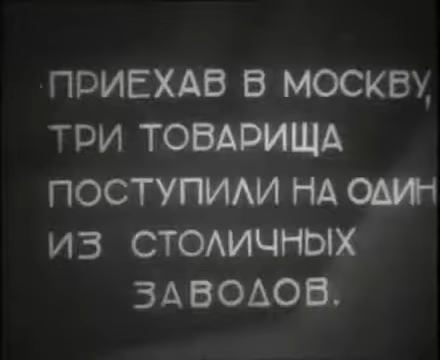 ПРИЕХАВ В МОСКВУ,
ТРИ ТОВАРИЩА
ПОСТУПИЛИ НА ОДИН
ИЗ СТОЛИЧНЫХ
ЗАВОДОВ.